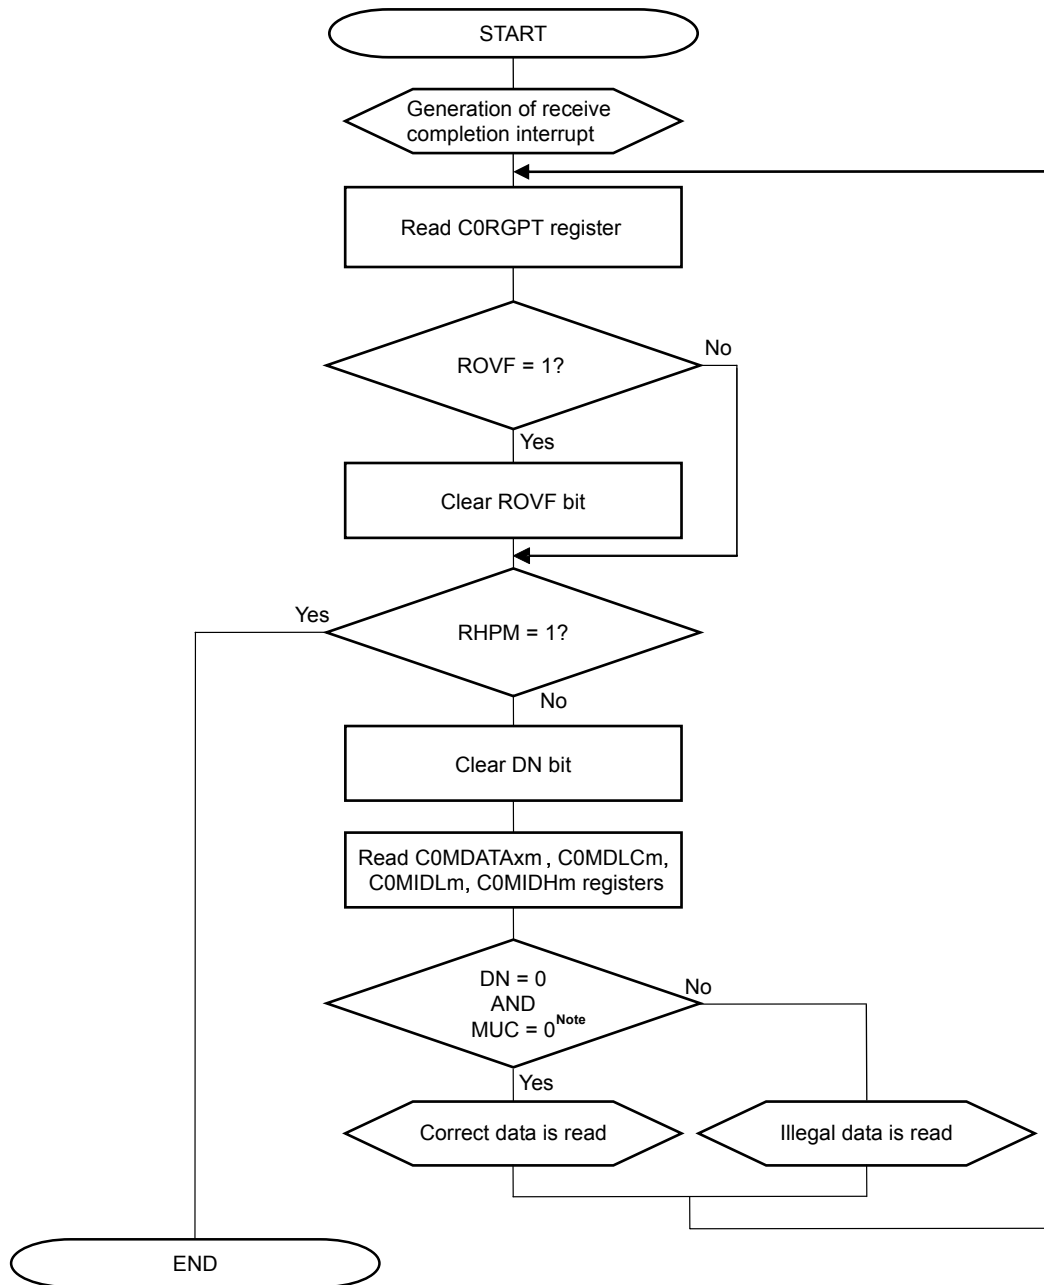 START
Generation of receive
completion interrupt
Read C0RGPT register
ROVF = 1?
No
Yes
Clear ROVF bit
Yes
RHPM = 1?
No
Clear DN bit
Read C0MDATAxm , C0MDLCm,
C0MIDLm, C0MIDHm registers
DN = 0
AND
MUC = 0Note
No
Yes
Correct data is read
Illegal data is read
END